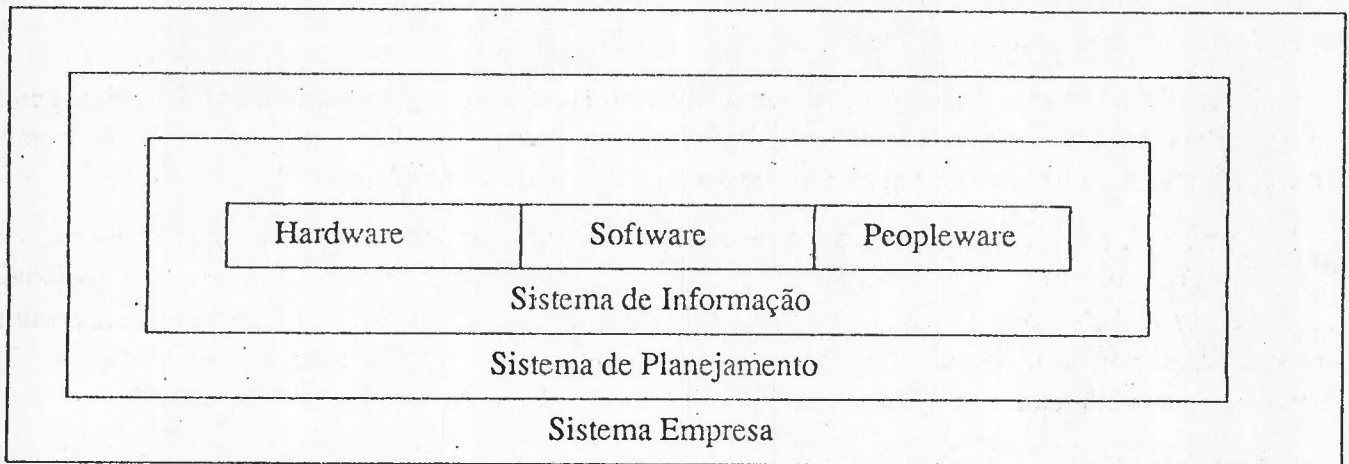 Hardware Software Peopleware
Sistema de Informação
Sistema de Planejamento
Sistema Empresa